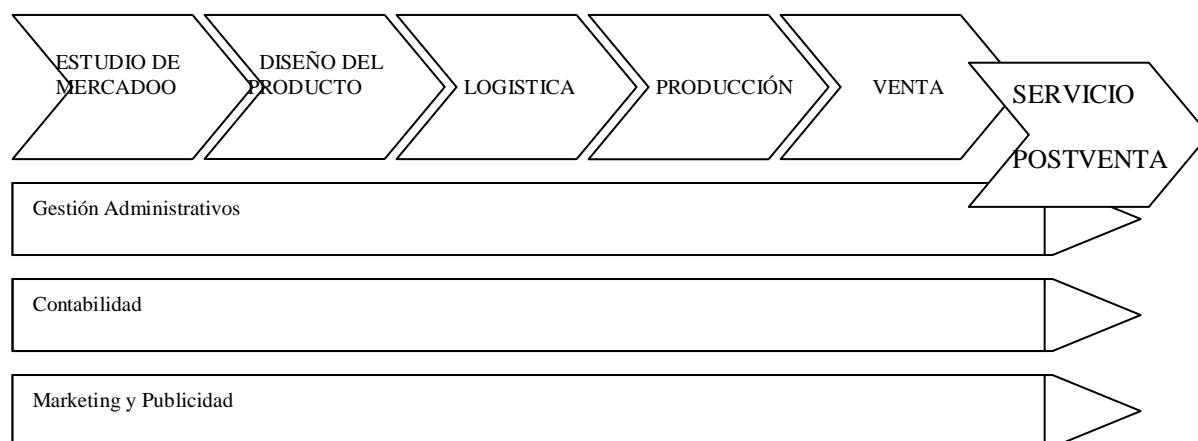 ESTUDIO DE
MERCADOO
DISEÑO DEL
PRODUCTO
LOGISTICA
PRODUCCIÓN
VENTA
SERVICIO
POSTVENTA
Gestión Administrativos
Contabilidad
Marketing y Publicidad